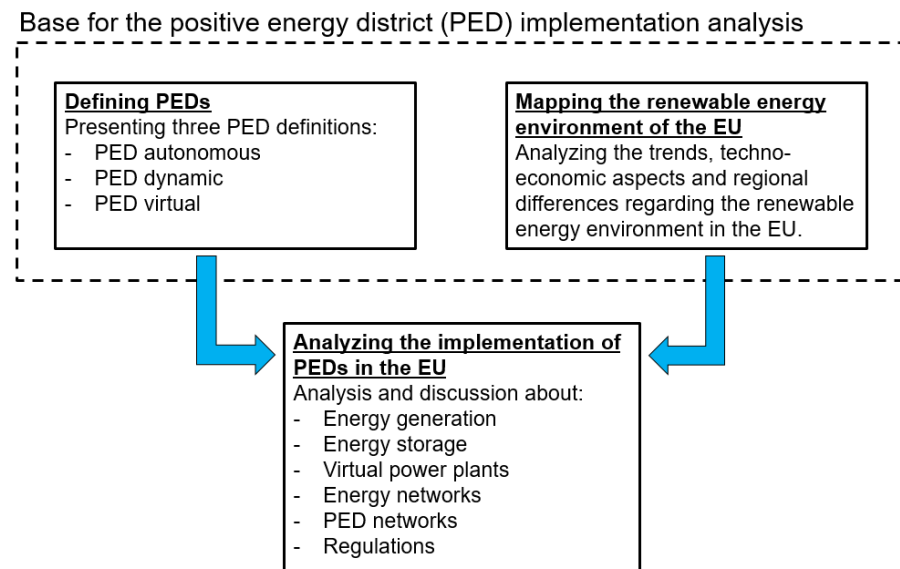 Base for the positive energy district (PED) implementation analysis
Defining PEDs
Presenting three PED definitions:
- PED autonomous
- PED dynamic
- PED virtual
Mapping the renewable energy
environment of the EU
Analyzing the trends, techno-
economic aspects and regional
differences regarding the renewable
energy environment in the EU.
Analyzing the implementation of
PEDs in the EU
Analysis and discussion about:
- Energy generation
- Energy storage
- Virtual power plants
- Energy networks
- PED networks
- Regulations